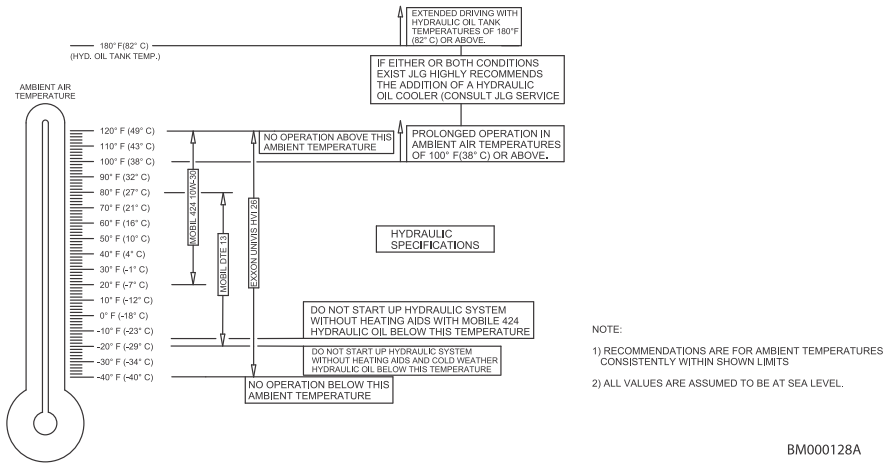 EXTENDED DRIVING WITH
HYDRAULIC OIL TANK
TEMPERATURES OF 180°F
(82° C) OR ABOVE.
180° F(82° C)
(HYD. OIL TANK TEMP.)
IF EITHER OR BOTH CONDITIONS
EXIST JLG HIGHLY RECOMMENDS
THE ADDITION OF A HYDRAULIC
OIL COOLER (CONSULT JLG SERVICE
AMBIENT AIR
TEMPERATURE
120° F (49° C)
110° F (43° C)
100° F (38° C)
90° F (32° C)
80° F (27° C)
70° F (21° C)
60° F (16° C)
50° F (10° C)
40° F (4° C)
30° F (-1° C)
20° F (-7° C)
10° F (-12° C)
0° F (-18° C)
-10° F (-23° C)
-20° F (-29° C)
-30° F (-34° C)
-40° F (-40° C)
MOBIL 424 10W-30
MOBIL DTE 13
EXXON UNIVIS HVI 26
NO OPERATION ABOVE THIS
AMBIENT TEMPERATURE
PROLONGED OPERATION IN
AMBIENT AIR TEMPERATURES
OF 100° F(38° C) OR ABOVE.
HYDRAULIC
SPECIFICATIONS
DO NOT START UP HYDRAULIC SYSTEM
WITHOUT HEATING AIDS WITH MOBILE 424
HYDRAULIC OIL BELOW THIS TEMPERATURE
DO NOT START UP HYDRAULIC SYSTEM
WITHOUT HEATING AIDS AND COLD WEATHER
HYDRAULIC OIL BELOW THIS TEMPERATURE
NO OPERATION BELOW THIS
AMBIENT TEMPERATURE
NOTE:
1) RECOMMENDATIONS ARE FOR AMBIENT TEMPERATURES
CONSISTENTLY WITHIN SHOWN LIMITS
2) ALL VALUES ARE ASSUMED TO BE AT SEA LEVEL.
BM000128A